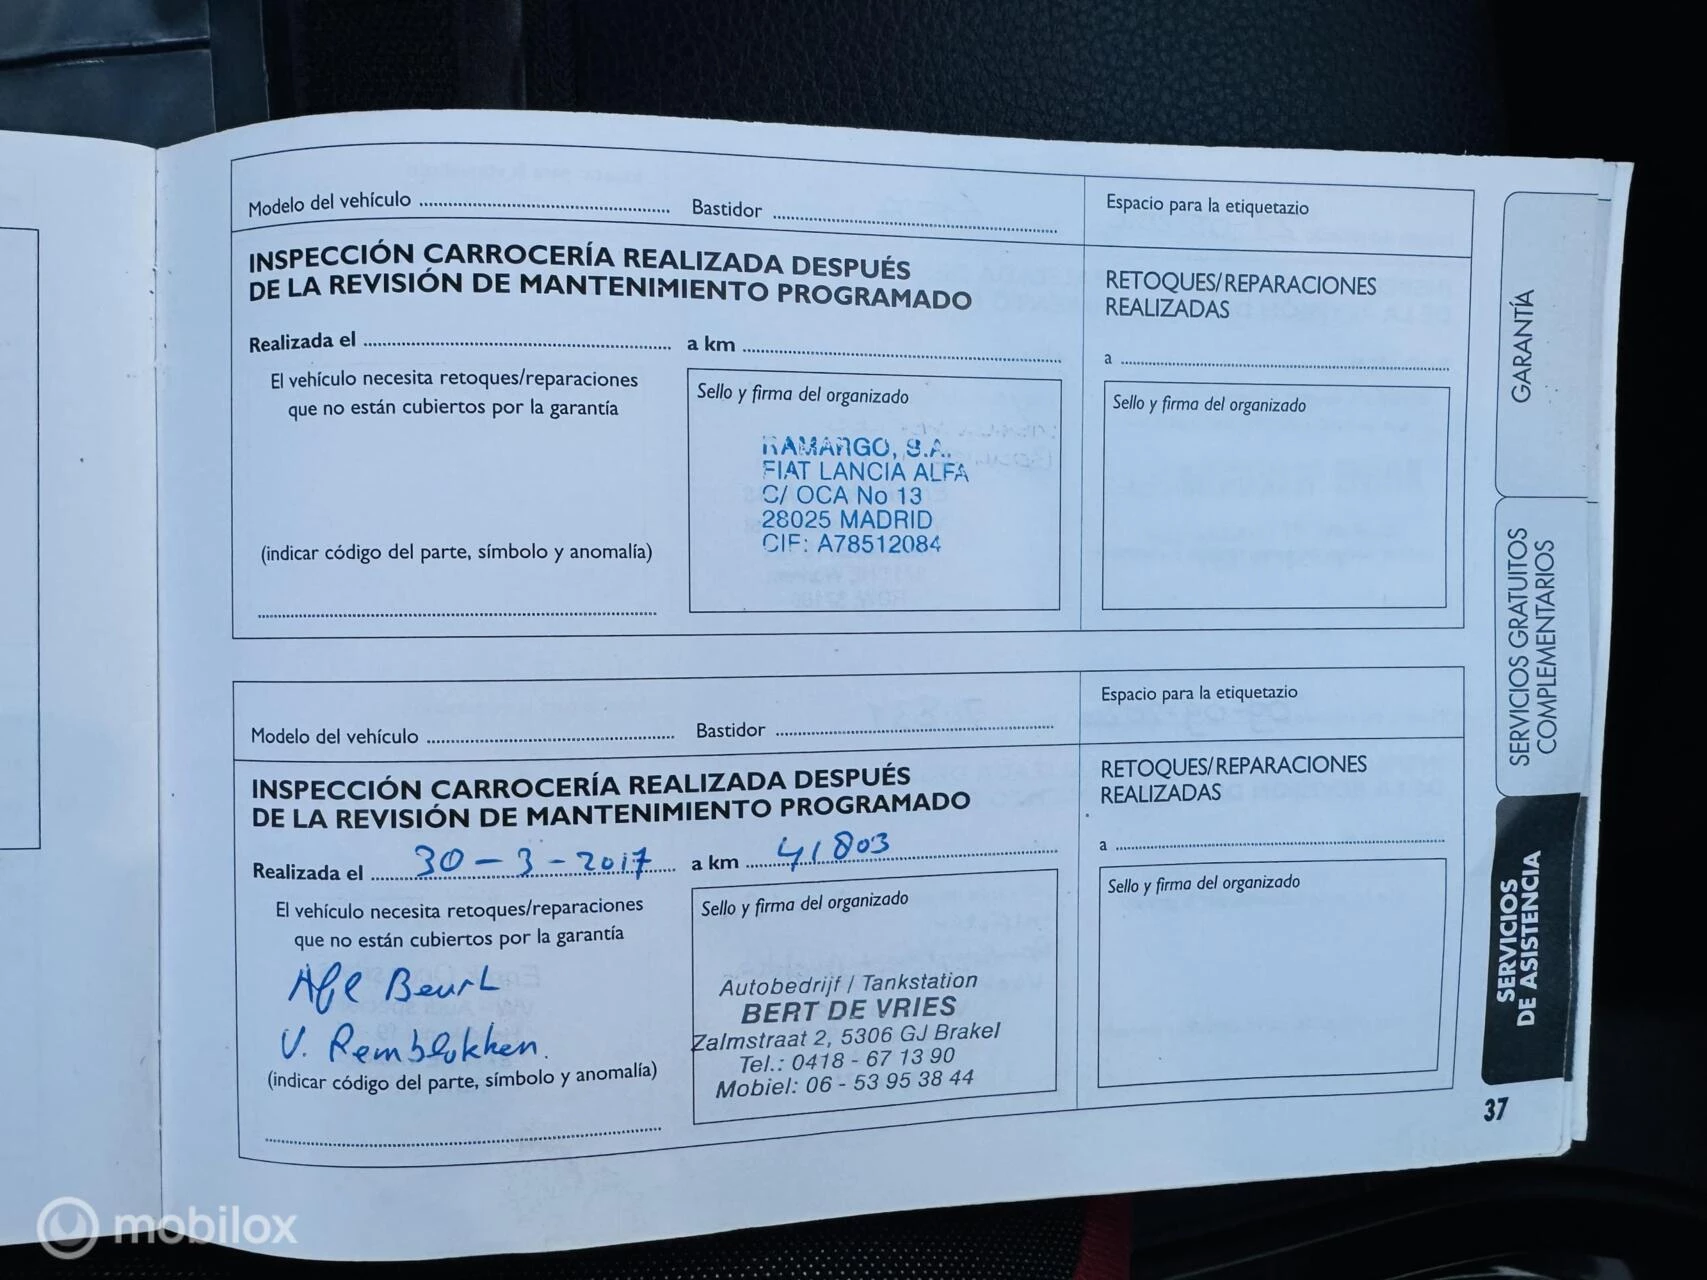 Modelo del vehículo
Bastidor
Espacio para la etiquetazio
INSPECCIÓN CARROCERÍA REALIZADA DESPUÉS
DE LA REVISIÓN DE MANTENIMIENTO PROGRAMADO
RETOQUES/REPARACIONES
REALIZADAS
Realizada el
a km
a
El vehículo necesita retoques/reparaciones
que no están cubiertos por la garantía
Sello y firma del organizado
Sello y firma del organizado
RAMARGO, S.A.
FIAT LANCIA ALFA
C/ OCA No 13
28025 MADRID
CIF: A78512084
(indicar código del parte, símbolo y anomalía)
Modelo del vehículo
Bastidor
Espacio para la etiquetazio
INSPECCIÓN CARROCERÍA REALIZADA DESPUÉS
DE LA REVISIÓN DE MANTENIMIENTO PROGRAMADO
RETOQUES/REPARACIONES
REALIZADAS
Realizada el 30-3-2017 a km 41803
a
El vehículo necesita retoques/reparaciones
que no están cubiertos por la garantía
Sello y firma del organizado
Sello y firma del organizado
Beurt
V. Remblokken.
Autobedrijf / Tankstation
BERT DE VRIES
Zalmstraat 2, 5306 GJ Brakel
Tel.: 0418 - 67 13 90
Mobiel: 06 - 53 95 38 44
(indicar código del parte, símbolo y anomalía)
GARANTÍA
SERVICIOS GRATUITOS
COMPLEMENTARIOS
SERVICIOS
DE ASISTENCIA
37
mobilox